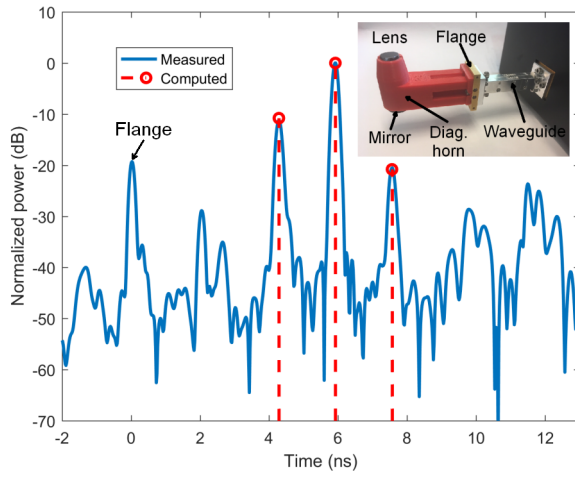 10
0
-10
-20
-30
-40
-50
-60
-70
Normalized power (dB)
-2
0
2
4
6
8
10
12
Time (ns)
Measured
Computed
Flange
Lens
Flange
Mirror
Diag.
horn
Waveguide